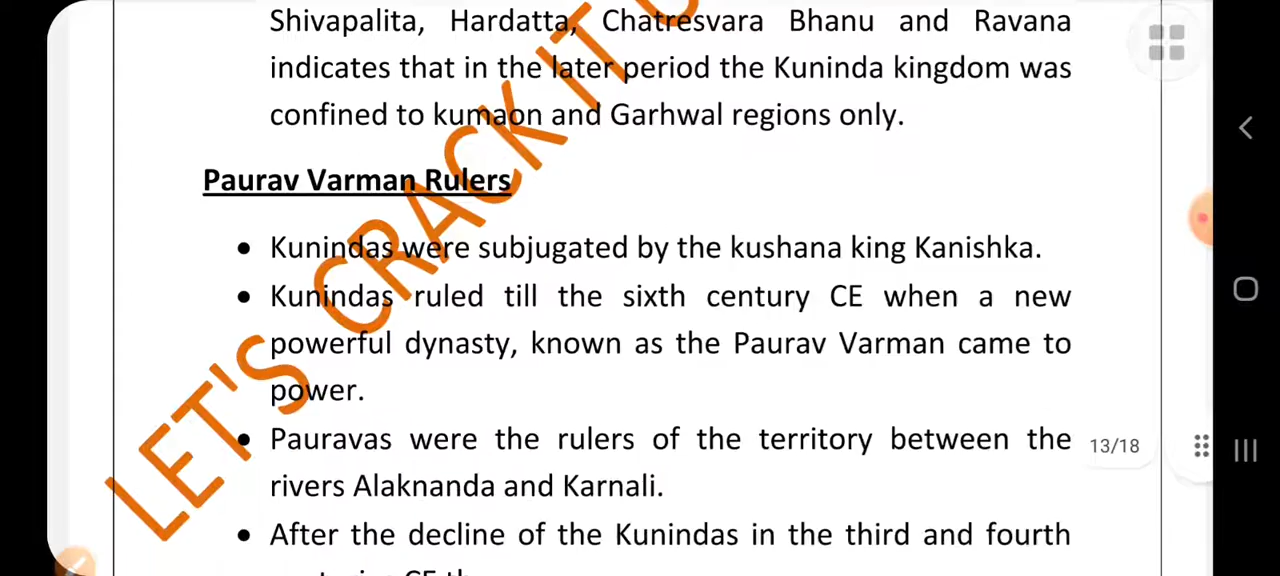 Shivapalita, Hardatta, Chatresvara Bhanu and Ravana
indicates that in the later period the Kuninda kingdom was
confined to kumaon and Garhwal regions only.
Paurav Varman Rulers
• Kunindas were subjugated by the kushana king Kanishka.
• Kunindas ruled till the sixth century CE when a new
powerful dynasty, known as the Paurav Varman came to
power.
• Pauravas were the rulers of the territory between the
rivers Alaknanda and Karnali.
• After the decline of the Kunindas in the third and fourth
13/18
LET'S CRACK IT